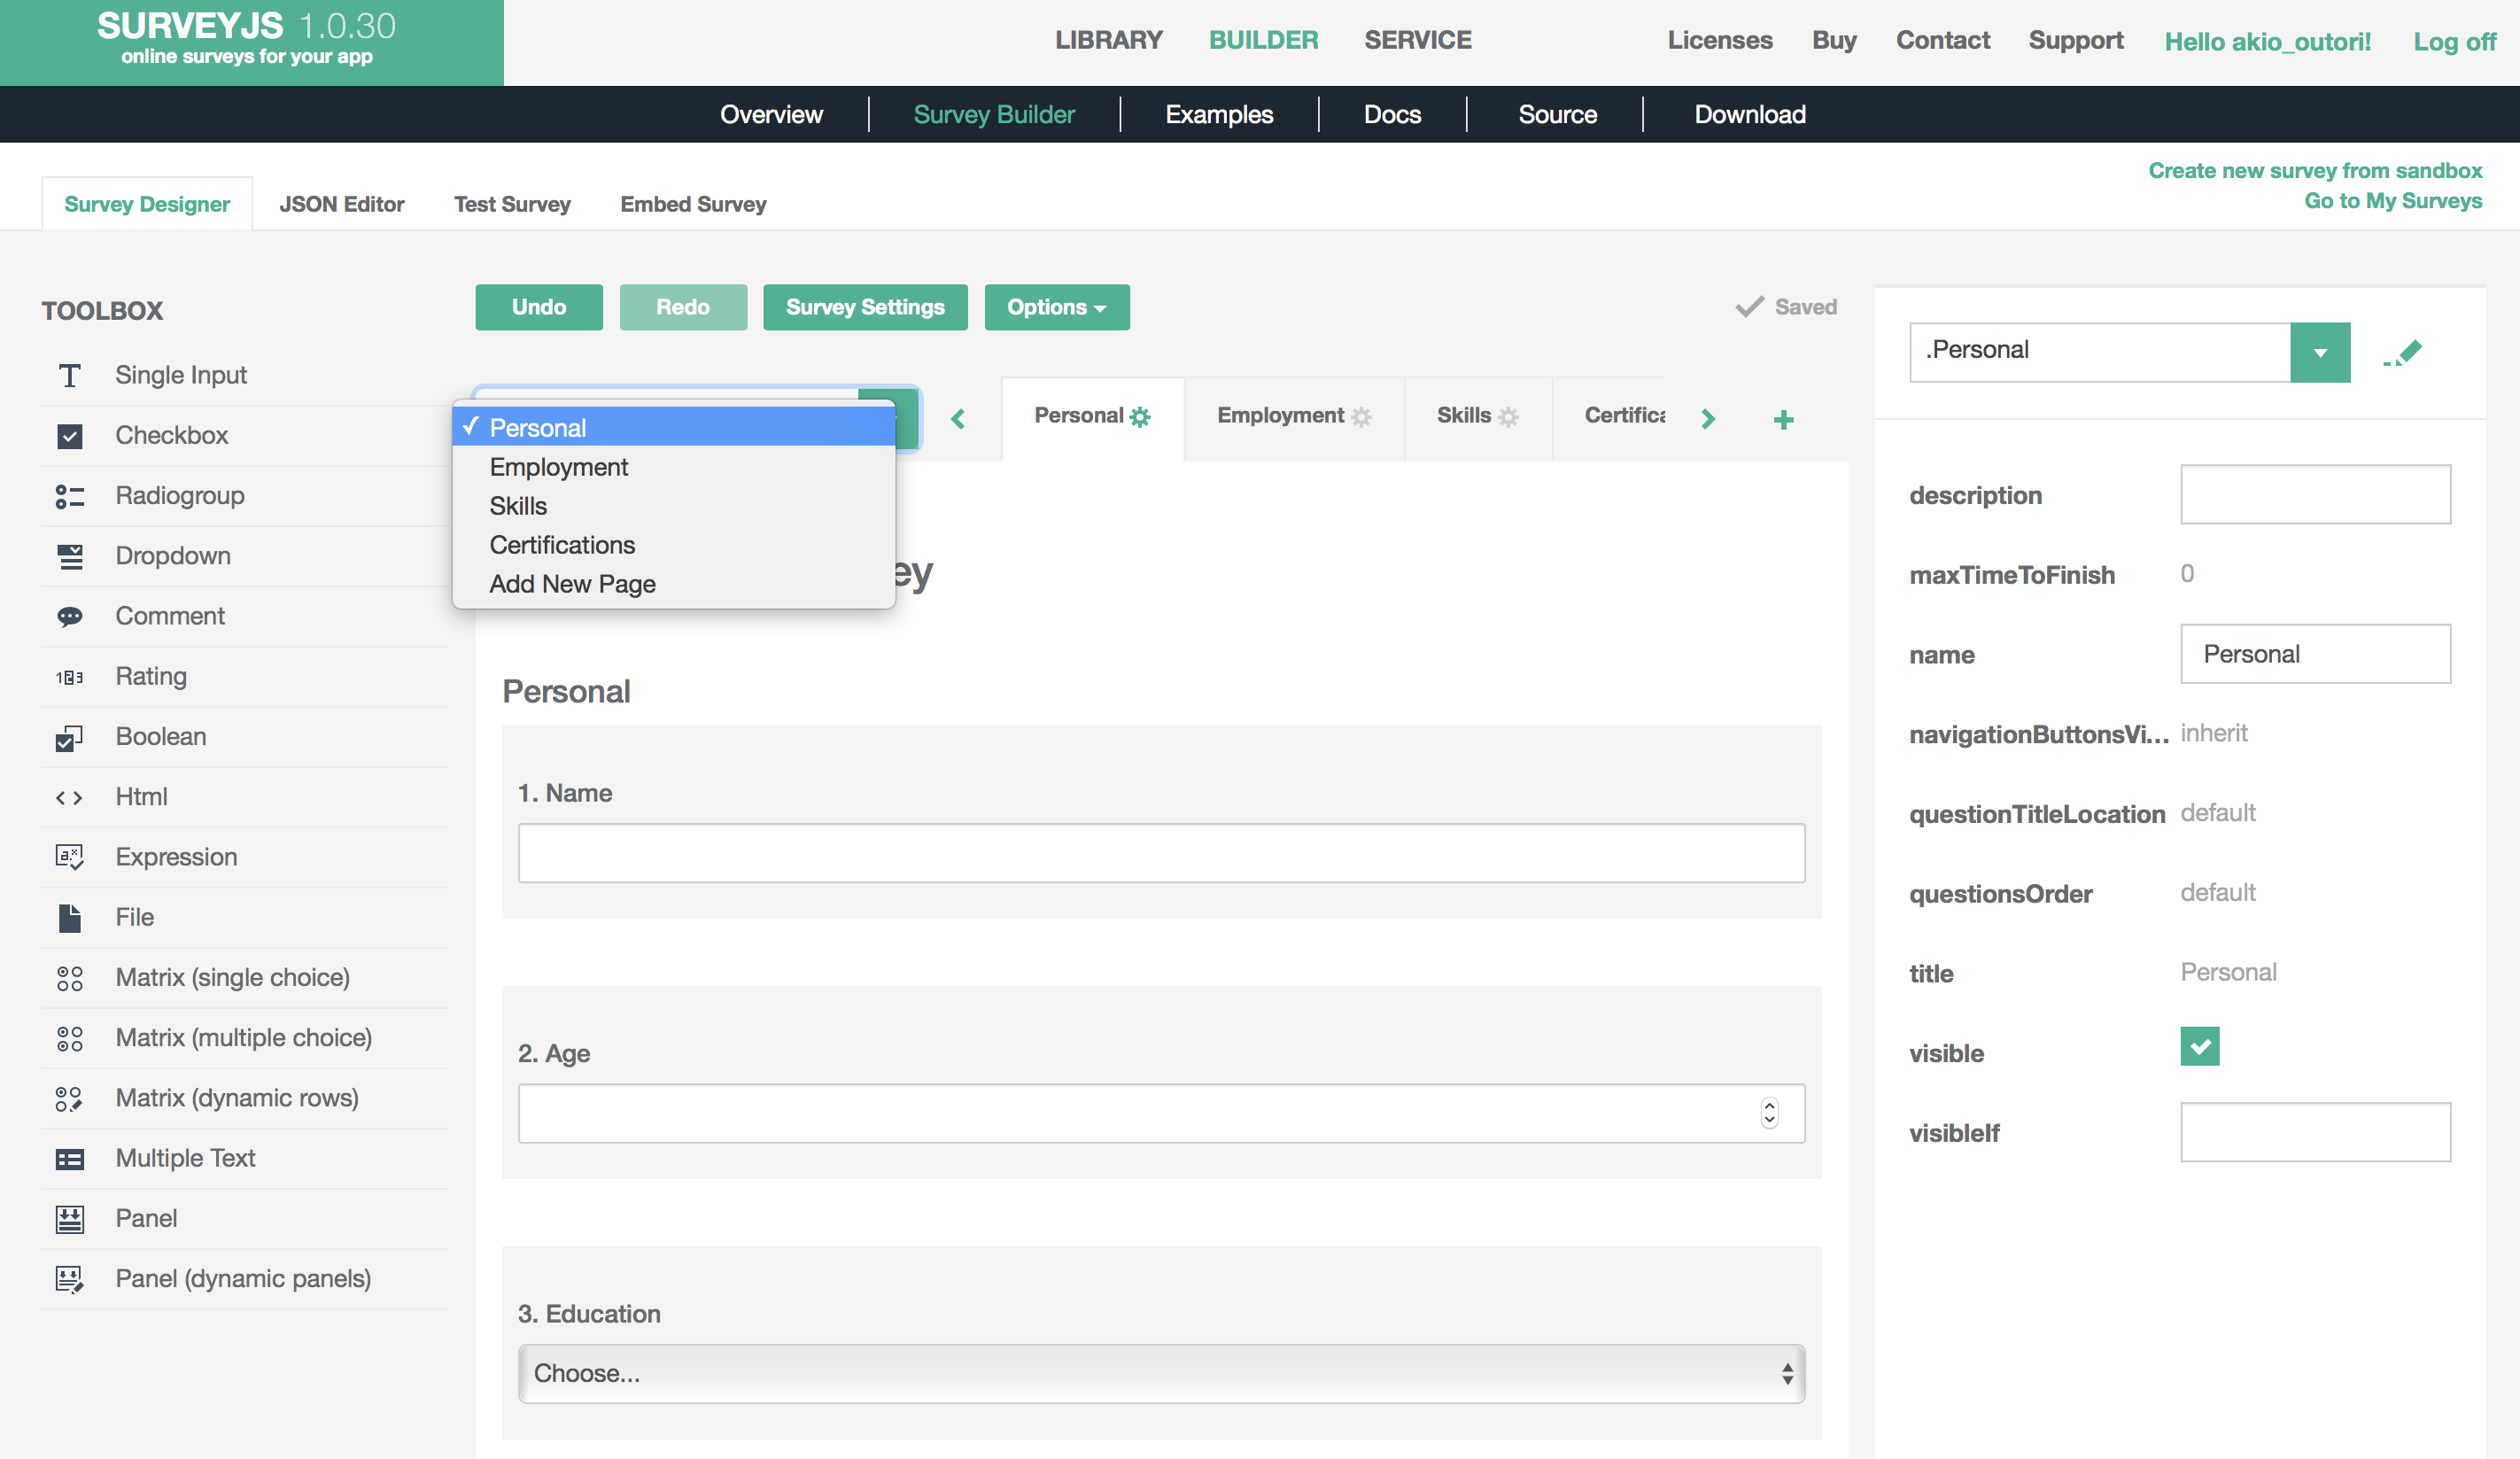 SURVEYJS 1.0.30
online surveys for your app
LIBRARY BUILDER SERVICE Licenses Buy Contact Support Hello akio_outori! Log off
Overview Survey Builder Examples Docs Source Download
Create new survey from sandbox
Go to My Surveys
Survey Designer JSON Editor Test Survey Embed Survey
TOOLBOX
Single Input
Checkbox
Radiogroup
Dropdown
Comment
Rating
Boolean
Html
Expression
File
Matrix (single choice)
Matrix (multiple choice)
Matrix (dynamic rows)
Multiple Text
Panel
Panel (dynamic panels)
Undo Redo Survey Settings Options Saved
Personal
Employment
Skills
Certifications
Add New Page
Personal Employment Skills Certifica
ey
Personal
1. Name
2. Age
3. Education
Choose...
.Personal
description
maxTimeToFinish 0
name Personal
navigationButtonsVi... inherit
questionTitleLocation default
questionsOrder default
title Personal
visible
visibleIf